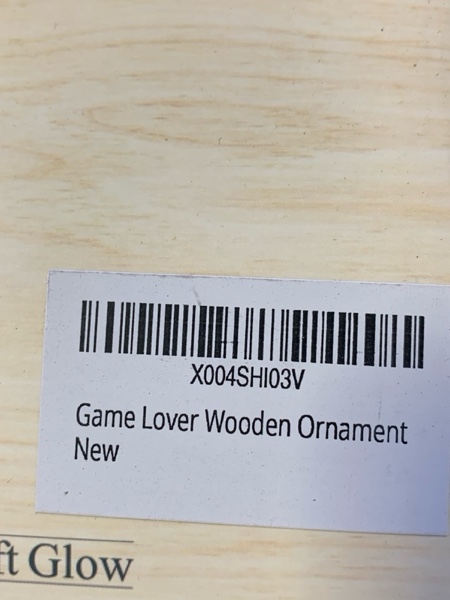 X004SHI03V
Game Lover Wooden Ornament
New
ft Glow